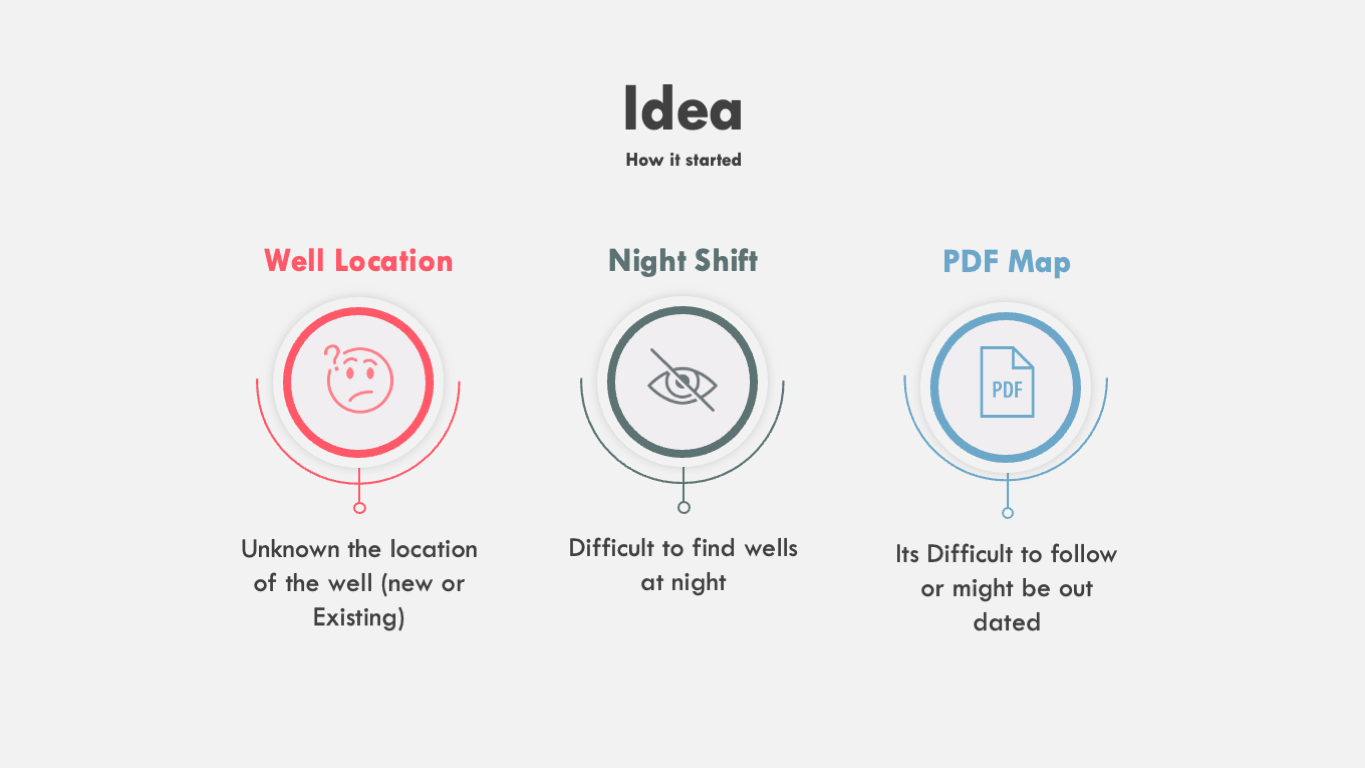 Idea
How it started
Well Location
Night Shift
PDF Map
?
PDF
Unknown the location
of the well (new or
Existing)
Difficult to find wells
at night
Its Difficult to follow
or might be out
dated